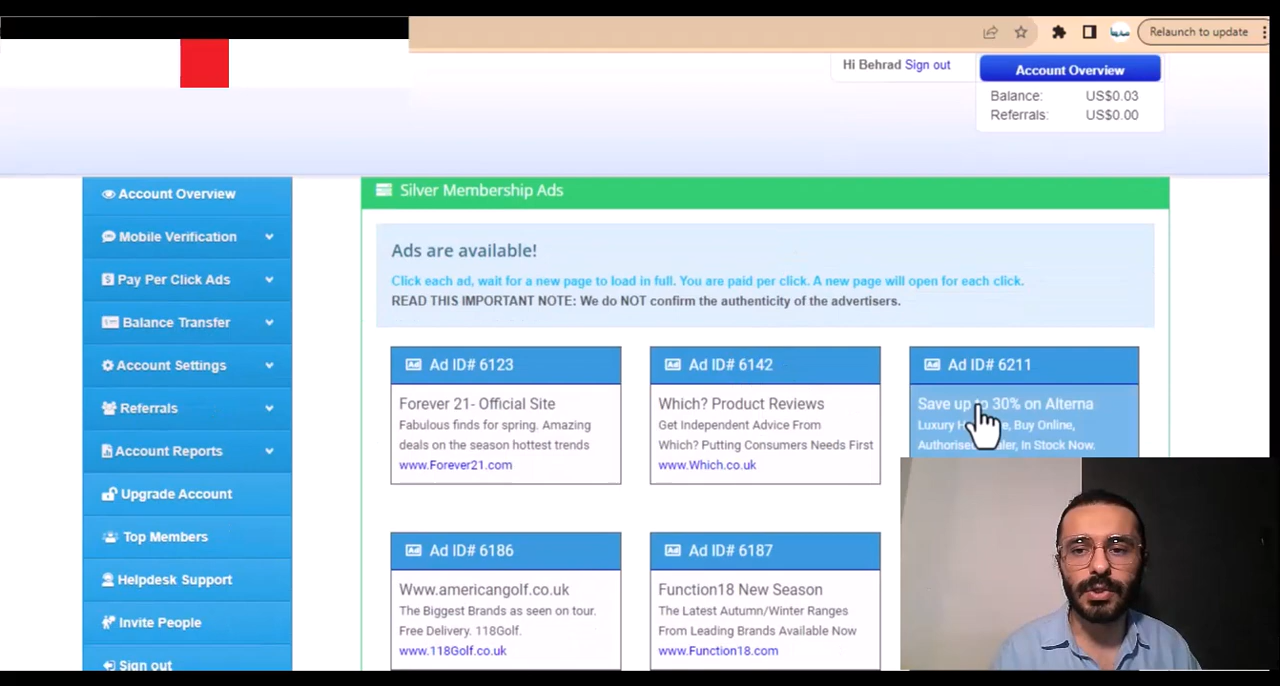 Relaunch to update
Hi Behrad Sign out
Account Overview
Balance: US$0.03
Referrals: US$0.00
Account Overview
Mobile Verification
Pay Per Click Ads
Balance Transfer
Account Settings
Referrals
Account Reports
Upgrade Account
Top Members
Helpdesk Support
Invite People
Sign out
Silver Membership Ads
Ads are available!
Click each ad, wait for a new page to load in full. You are paid per click. A new page will open for each click.
READ THIS IMPORTANT NOTE: We do NOT confirm the authenticity of the advertisers.
Ad ID# 6123
Forever 21- Official Site
Fabulous finds for spring. Amazing
deals on the season hottest trends
www.Forever21.com
Ad ID# 6142
Which? Product Reviews
Get Independent Advice From
Which? Putting Consumers Needs First
www.Which.co.uk
Ad ID# 6211
Save up to 30% on Alterna
Luxury Buy Online,
In Stock Now.
Ad ID# 6186
Www.americangolf.co.uk
The Biggest Brands as seen on tour.
Free Delivery. 118Golf.
www.118Golf.co.uk
Ad ID# 6187
Function18 New Season
The Latest Autumn/Winter Ranges
From Leading Brands Available Now
www.Function18.com